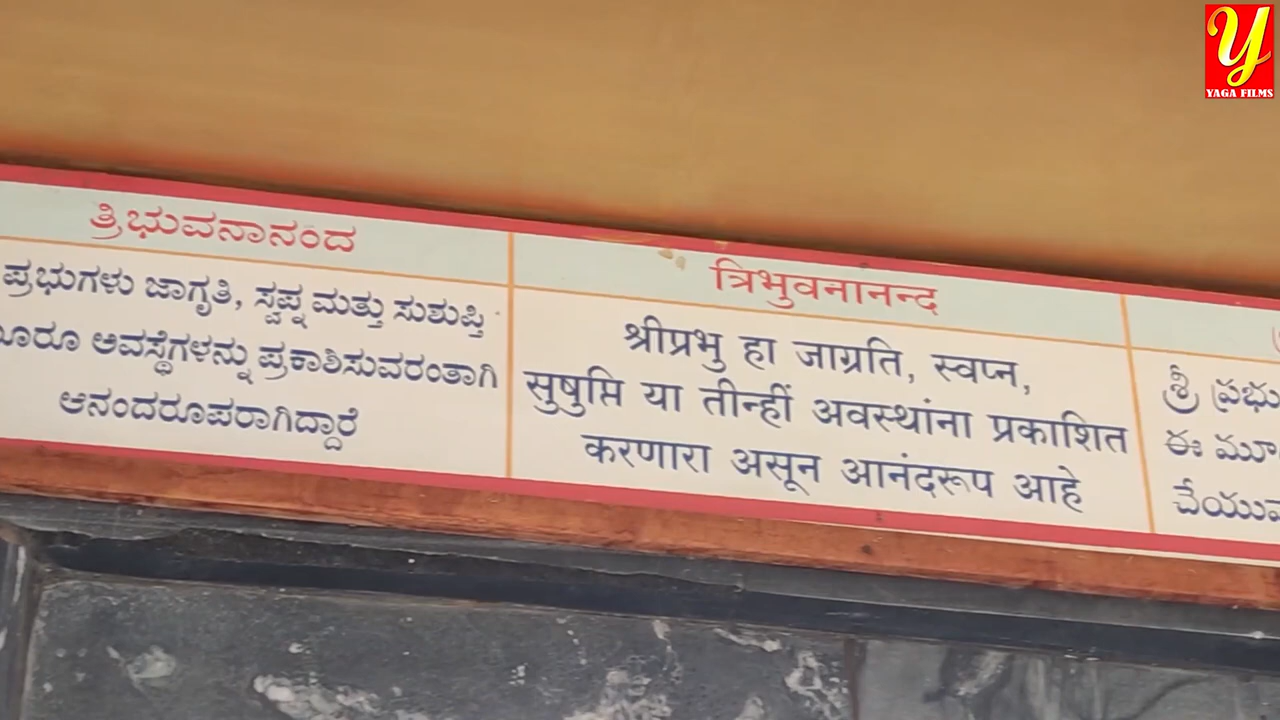 YAGA FILMS
ತ್ರಿಭುವನಾನಂದ
ಪ್ರಭುಗಳು ಜಾಗೃತಿ, ಸ್ವಪ್ನ ಮತ್ತು ಸುಶುಪ್ತಿ
ಅವಸ್ಥೆಗಳನ್ನು ಪ್ರಕಾಶಿಸುವರಂತಾಗಿ
ಆನಂದರೂಪರಾಗಿದ್ದಾರೆ
त्रिभुवनानन्द
श्रीप्रभु हा जाग्रति, स्वप्न,
सुषुप्ति या तीन्हीं अवस्थांना प्रकाशित
करणारा असून आनंदरूप आहे
ಶ್ರೀ
ಈ